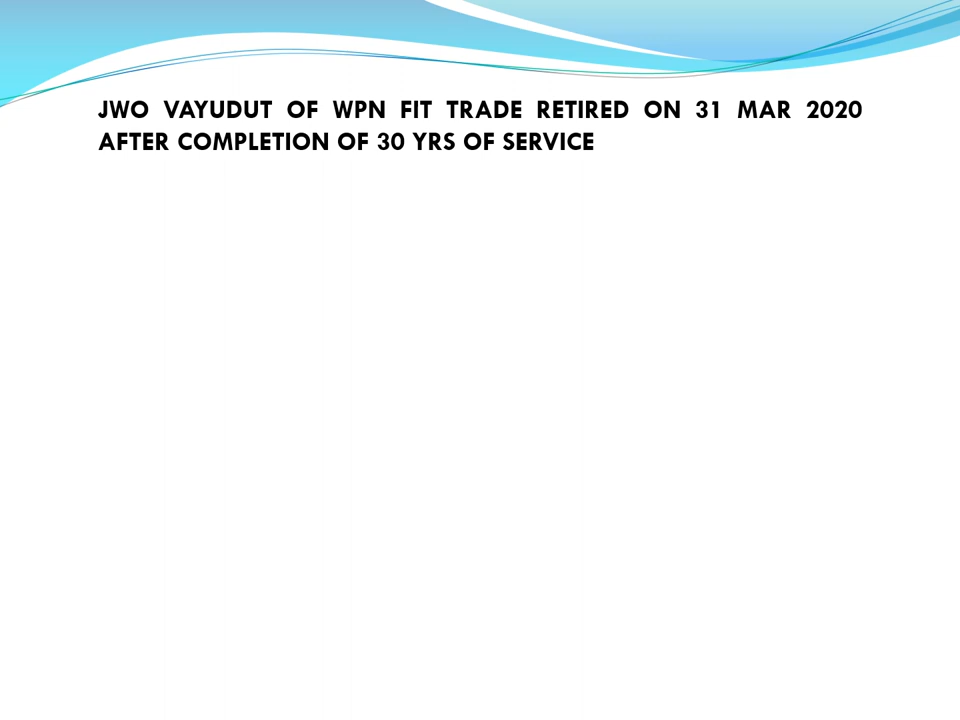 JWO VAYUDUT OF WPN FIT TRADE RETIRED ON 31 MAR 2020
AFTER COMPLETION OF 30 YRS OF SERVICE